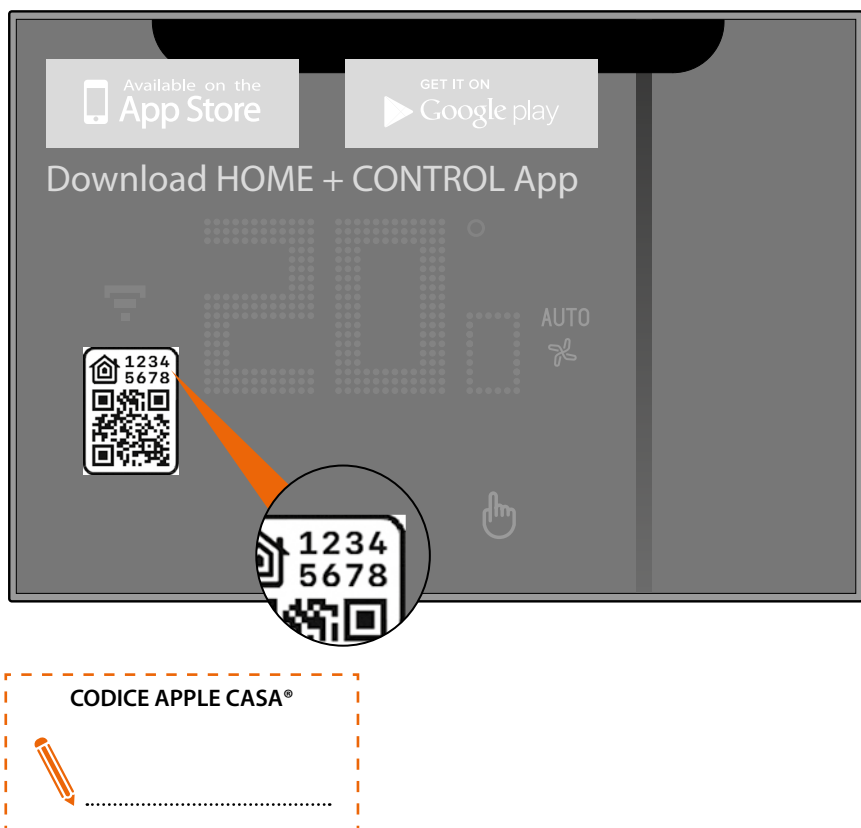 Available on the
App Store
GET IT ON
Google play
Download HOME + CONTROL App
20°
AUTO
1234
5678
1234
5678
CODICE APPLE CASA®